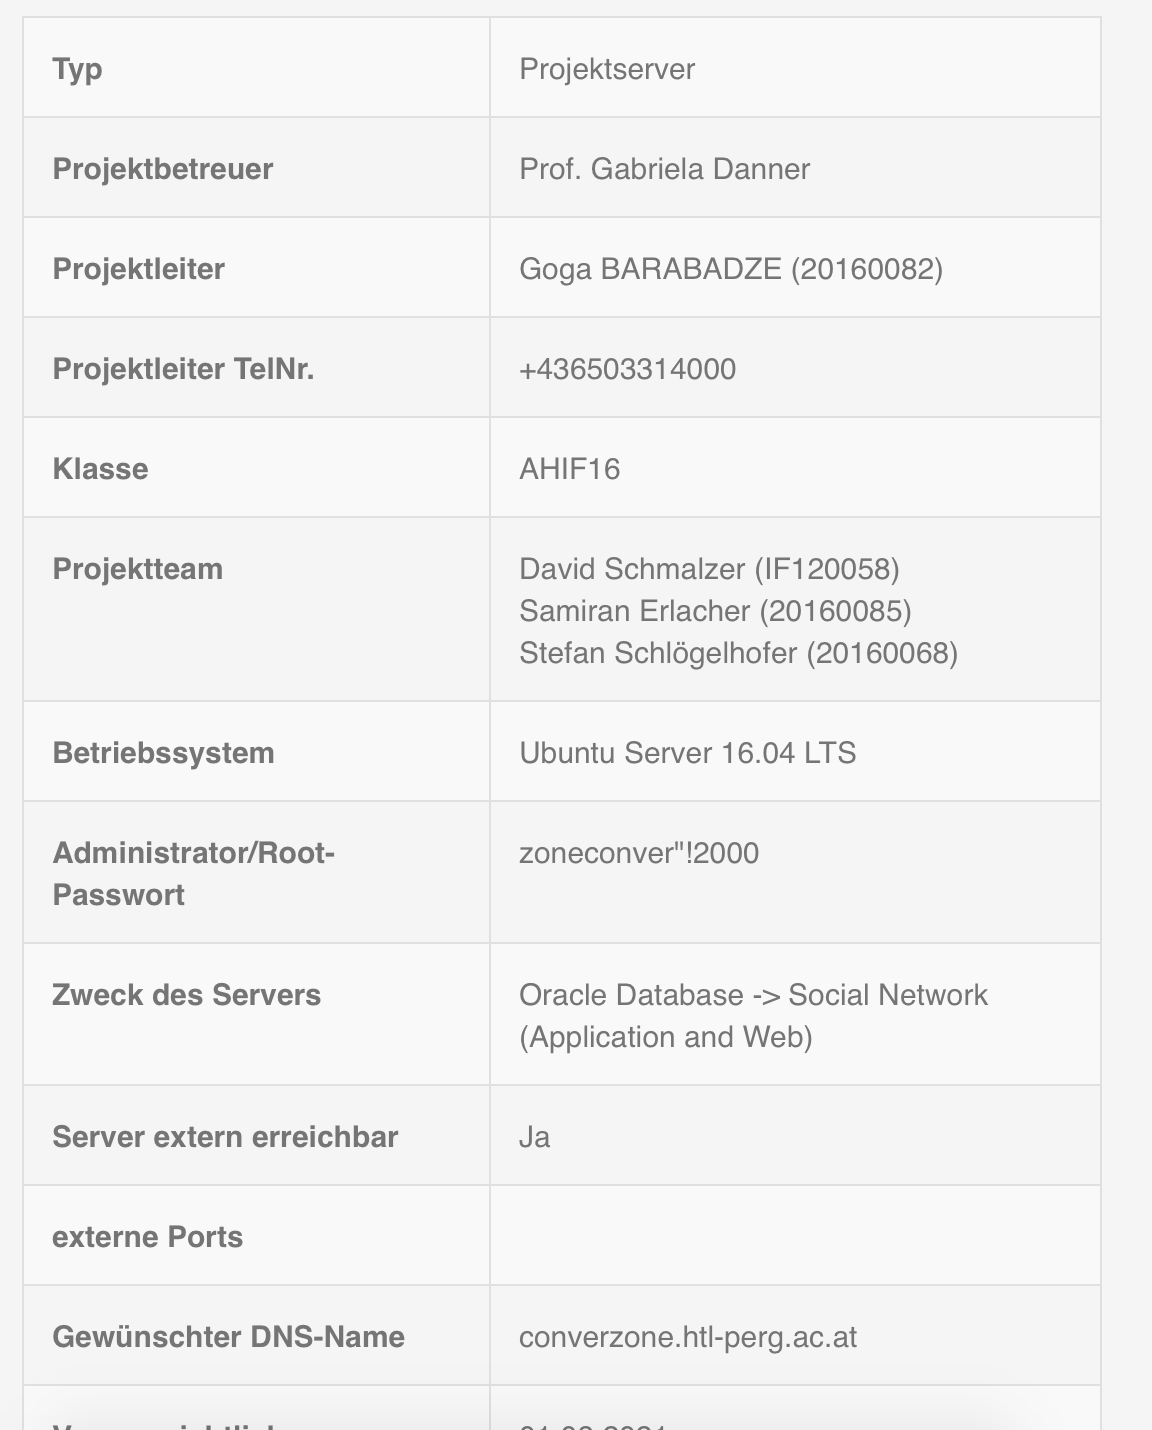 Typ
Projektserver
Projektbetreuer
Prof. Gabriela Danner
Projektleiter
Goga BARABADZE (20160082)
Projektleiter TelNr.
+436503314000
Klasse
AHIF16
Projektteam
David Schmalzer (IF120058)
Samiran Erlacher (20160085)
Stefan Schlögelhofer (20160068)
Betriebssystem
Ubuntu Server 16.04 LTS
Administrator/Root-
Passwort
zoneconver"!2000
Zweck des Servers
Oracle Database -> Social Network
(Application and Web)
Server extern erreichbar
Ja
externe Ports
Gewünschter DNS-Name
converzone.htl-perg.ac.at